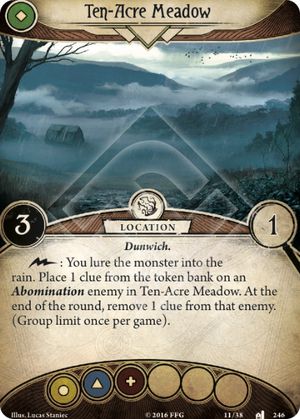 Ten-Acre Meadow
3
LOCATION
1
Dunwich.
: You lure the monster into the
rain. Place 1 clue from the token bank on an
Abomination enemy in Ten-Acre Meadow. At the
end of the round, remove 1 clue from that enemy.
(Group limit once per game).
Illus. Lucas Staniec
© 2016 FFG
11/38
246